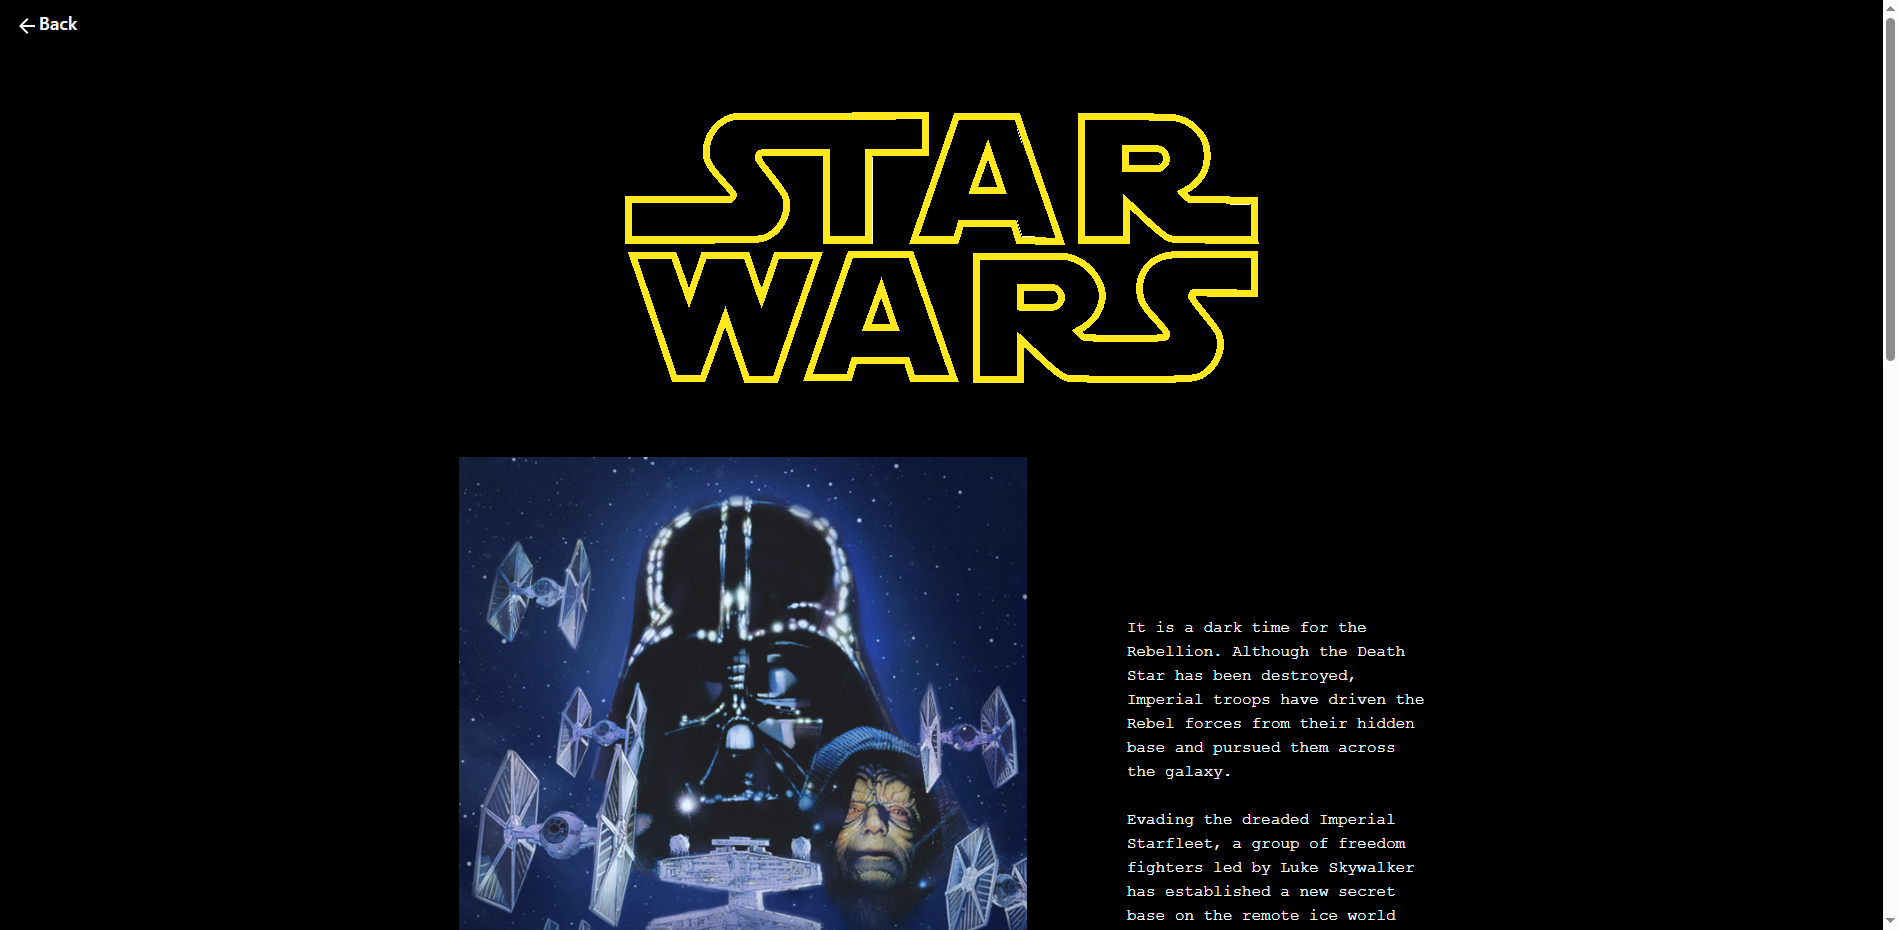 Back
STAR
WARS
It is a dark time for the
Rebellion. Although the Death
Star has been destroyed,
Imperial troops have driven the
Rebel forces from their hidden
base and pursued them across
the galaxy.
Evading the dreaded Imperial
Starfleet, a group of freedom
fighters led by Luke Skywalker
has established a new secret
base on the remote ice world